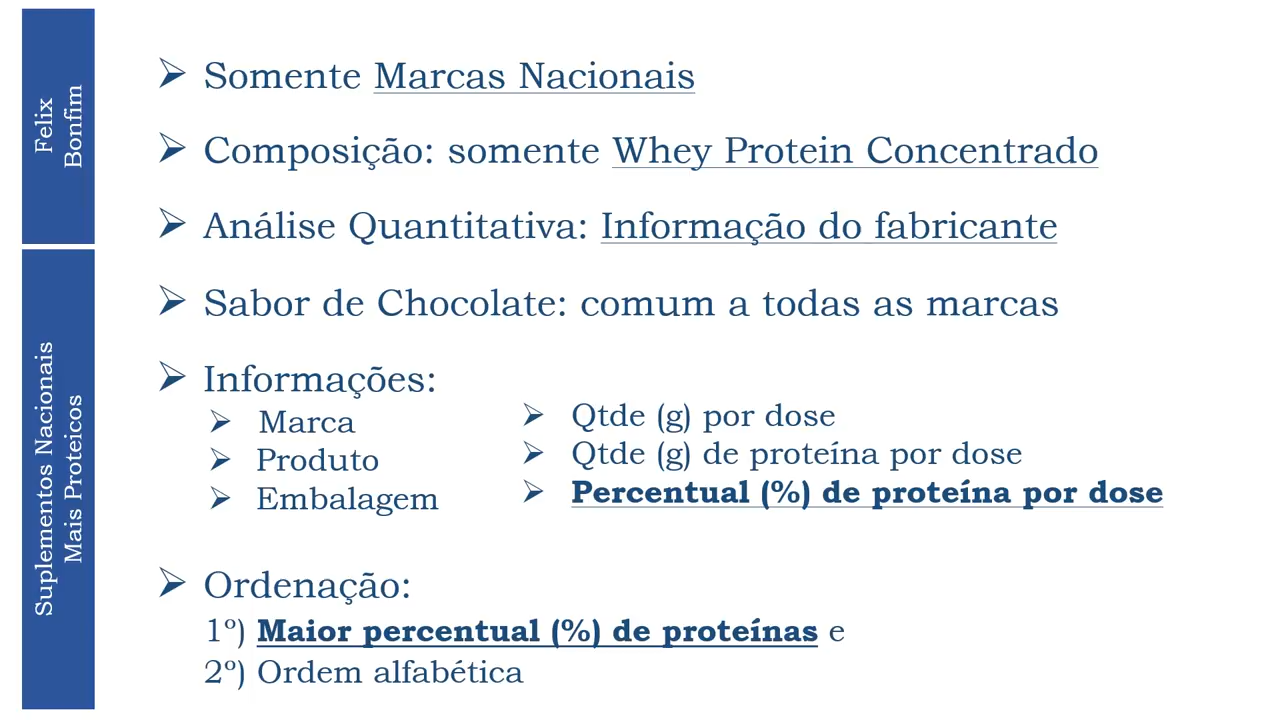 Felix
Bonfim
Suplementos Nacionais
Mais Proteicos
Somente Marcas Nacionais
Composição: somente Whey Protein Concentrado
Análise Quantitativa: Informação do fabricante
Sabor de Chocolate: comum a todas as marcas
Informações:
Marca
Produto
Embalagem
Qtde (g) por dose
Qtde (g) de proteína por dose
Percentual (%) de proteína por dose
Ordenação:
1º) Maior percentual (%) de proteínas e
2º) Ordem alfabética